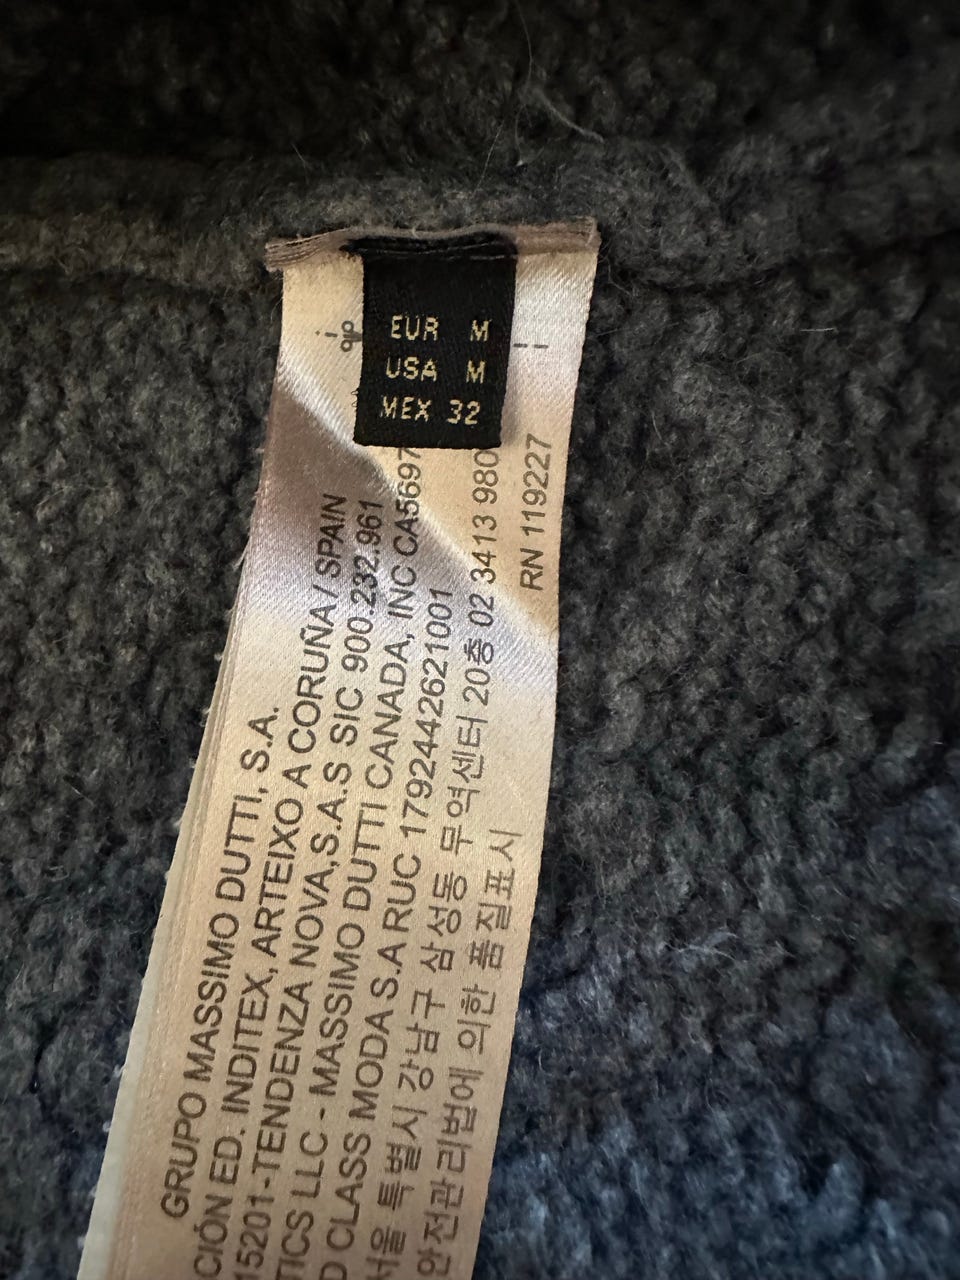 EUR M
USA M
MEX 32
GRUPO MASSIMO DUTTI, S.A.
CIÓN ED. INDITEX, ARTEIXO A CORUÑA / SPAIN
15201-TENDENZA NOVA,S.A.S SIC 900.232.961
TICS LLC - MASSIMO DUTTI CANADA, INC CA5697
D CLASS MODA S.A RUC 1792442621001
서울 특별시 강남구 삼성동 무역센터 20층 02 3413 980
안전관리법에 의한 품질표시
RN 119227